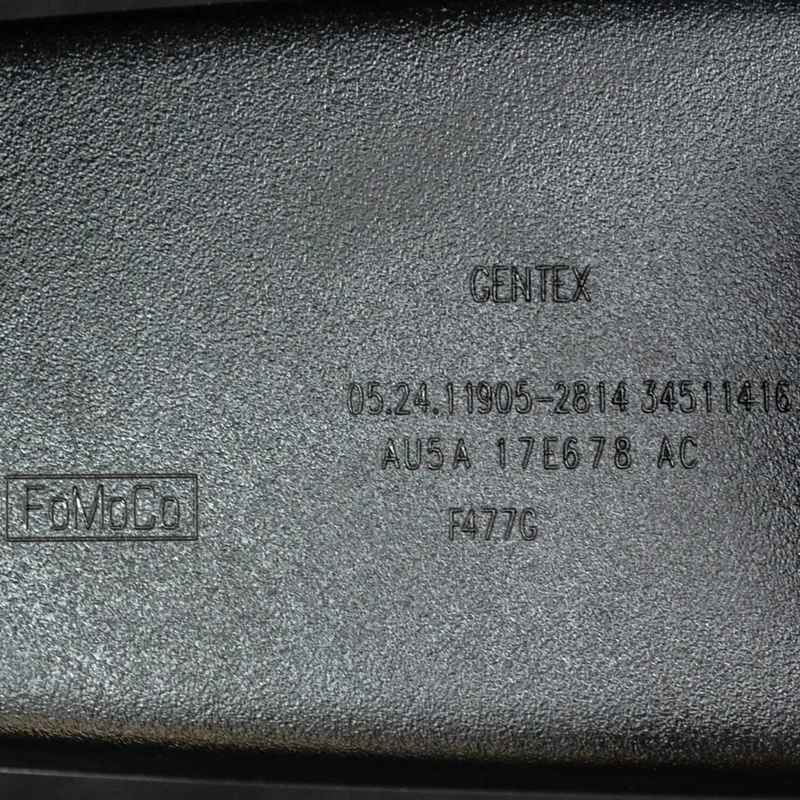 GENTEX
05.24.11905-2814 34511416
AU5A 17E678 AC
FoMoCo
F477G